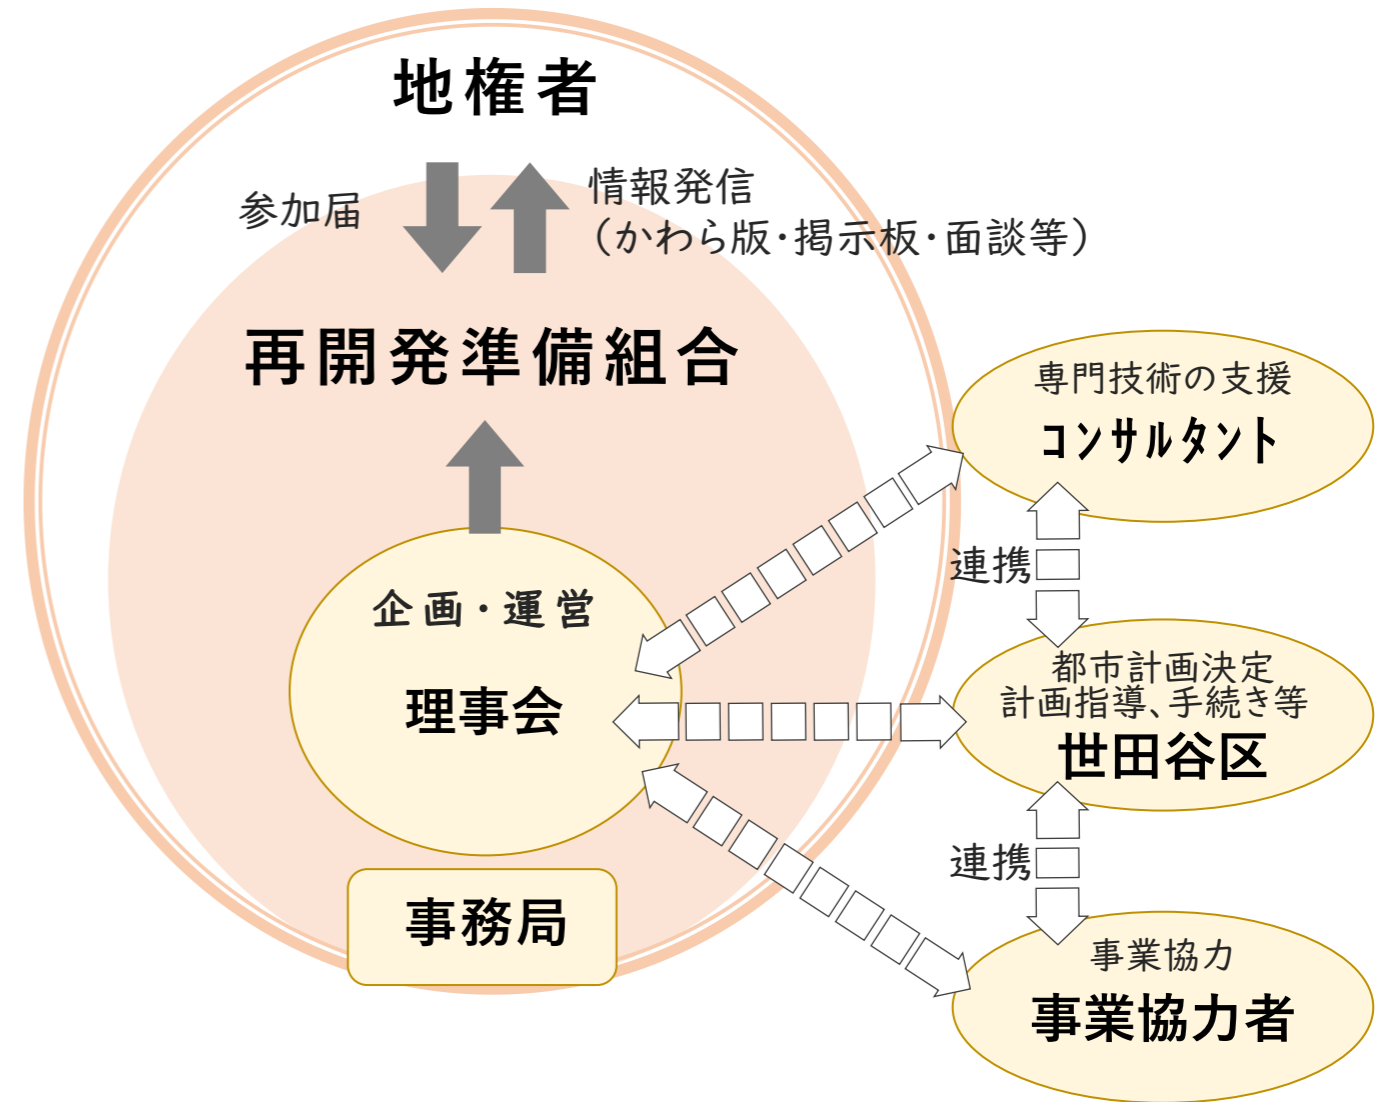 地権者
参加届
情報発信
（かわら版・掲示板・面談等）
再開発準備組合
企画・運営
理事会
事務局
専門技術の支援
コンサルタント
連携
都市計画決定
計画指導、手続き等
世田谷区
連携
事業協力
事業協力者